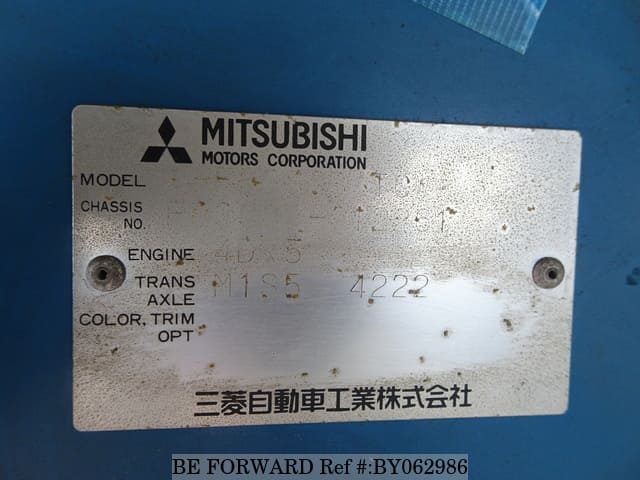 MITSUBISHI
MOTORS CORPORATION
MODEL
CHASSIS
NO.
ENGINE
TRANS M1S5 4222
AXLE
COLOR, TRIM
OPT
三菱自動車工業株式会社
BE FORWARD Ref #:BY062986